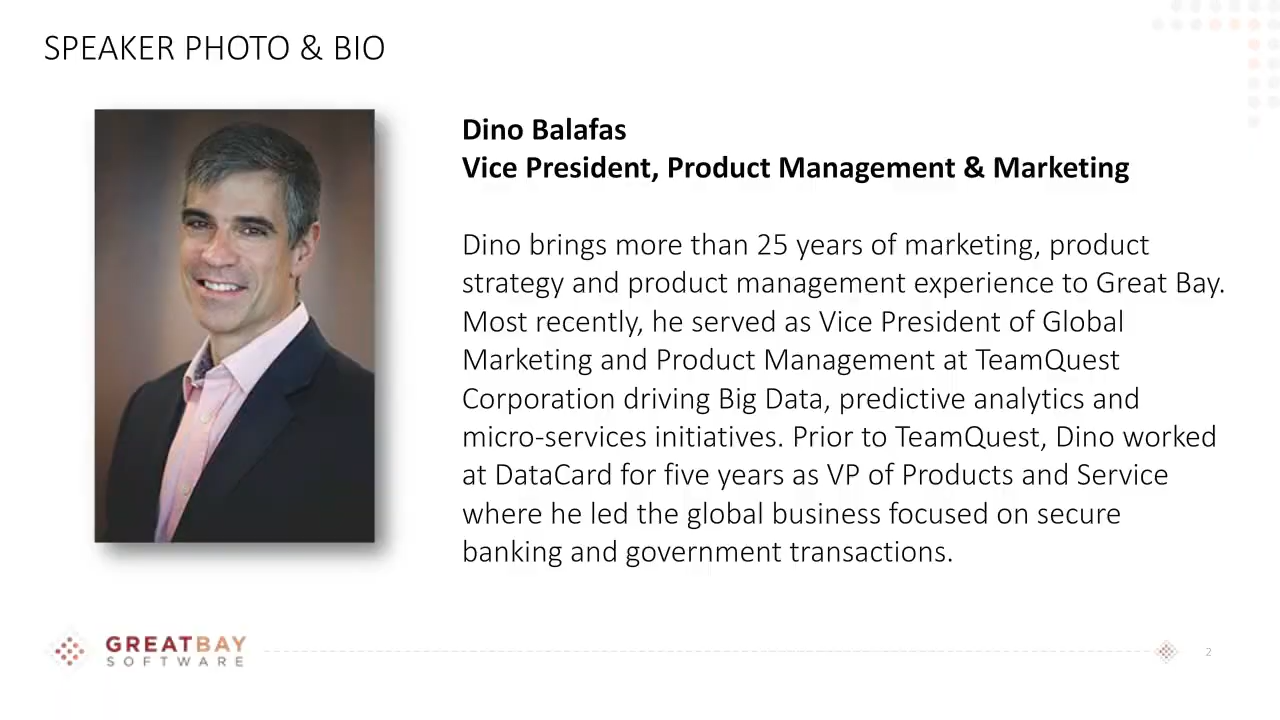 SPEAKER PHOTO & BIO
Dino Balafas
Vice President, Product Management & Marketing
Dino brings more than 25 years of marketing, product
strategy and product management experience to Great Bay.
Most recently, he served as Vice President of Global
Marketing and Product Management at TeamQuest
Corporation driving Big Data, predictive analytics and
micro-services initiatives. Prior to TeamQuest, Dino worked
at DataCard for five years as VP of Products and Service
where he led the global business focused on secure
banking and government transactions.
GREATBAY
SOFTWARE
2